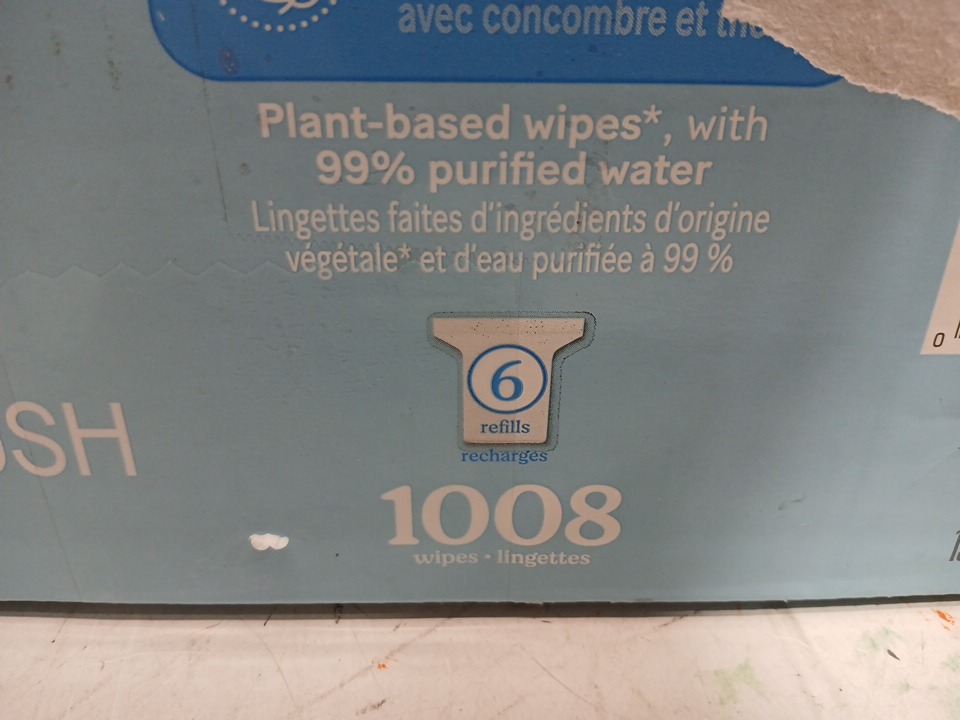 avec concombre et
Plant-based wipes*, with
99% purified water
Lingettes faites d'ingrédients d'origine
végétale* et d'eau purifiée à 99 %
6
refills
recharges
SH
1008
wipes • lingettes
0